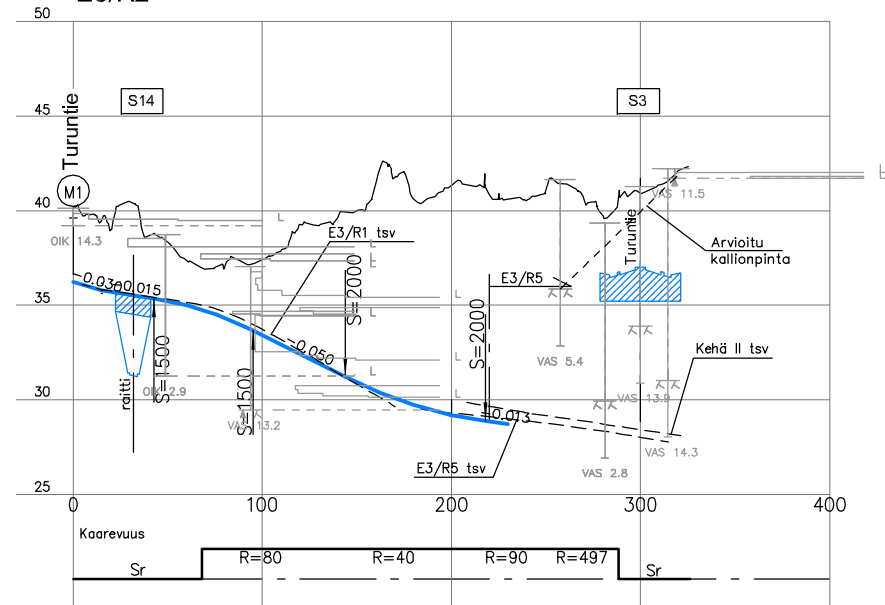 50
45
40
35
30
25
Turuntie
S14
S3
M1
OIK 14.3
L
L
L
E3/R1 tsv
S=2000
0.030
0.015
0.050
E3/R5
S=2000
VAS 11.5
Turuntie
Arvioitu
kallionpinta
L
L
L
VAS 5.4
Kehä II tsv
raitti
OIK 2.9
S=1500
S=1500
VAS 13.2
VAS 13.9
0.013
E3/R5 tsv
VAS 14.3
VAS 2.8
0
100
200
300
400
Kaarevuus
Sr
R=80
R=40
R=90
R=497
Sr